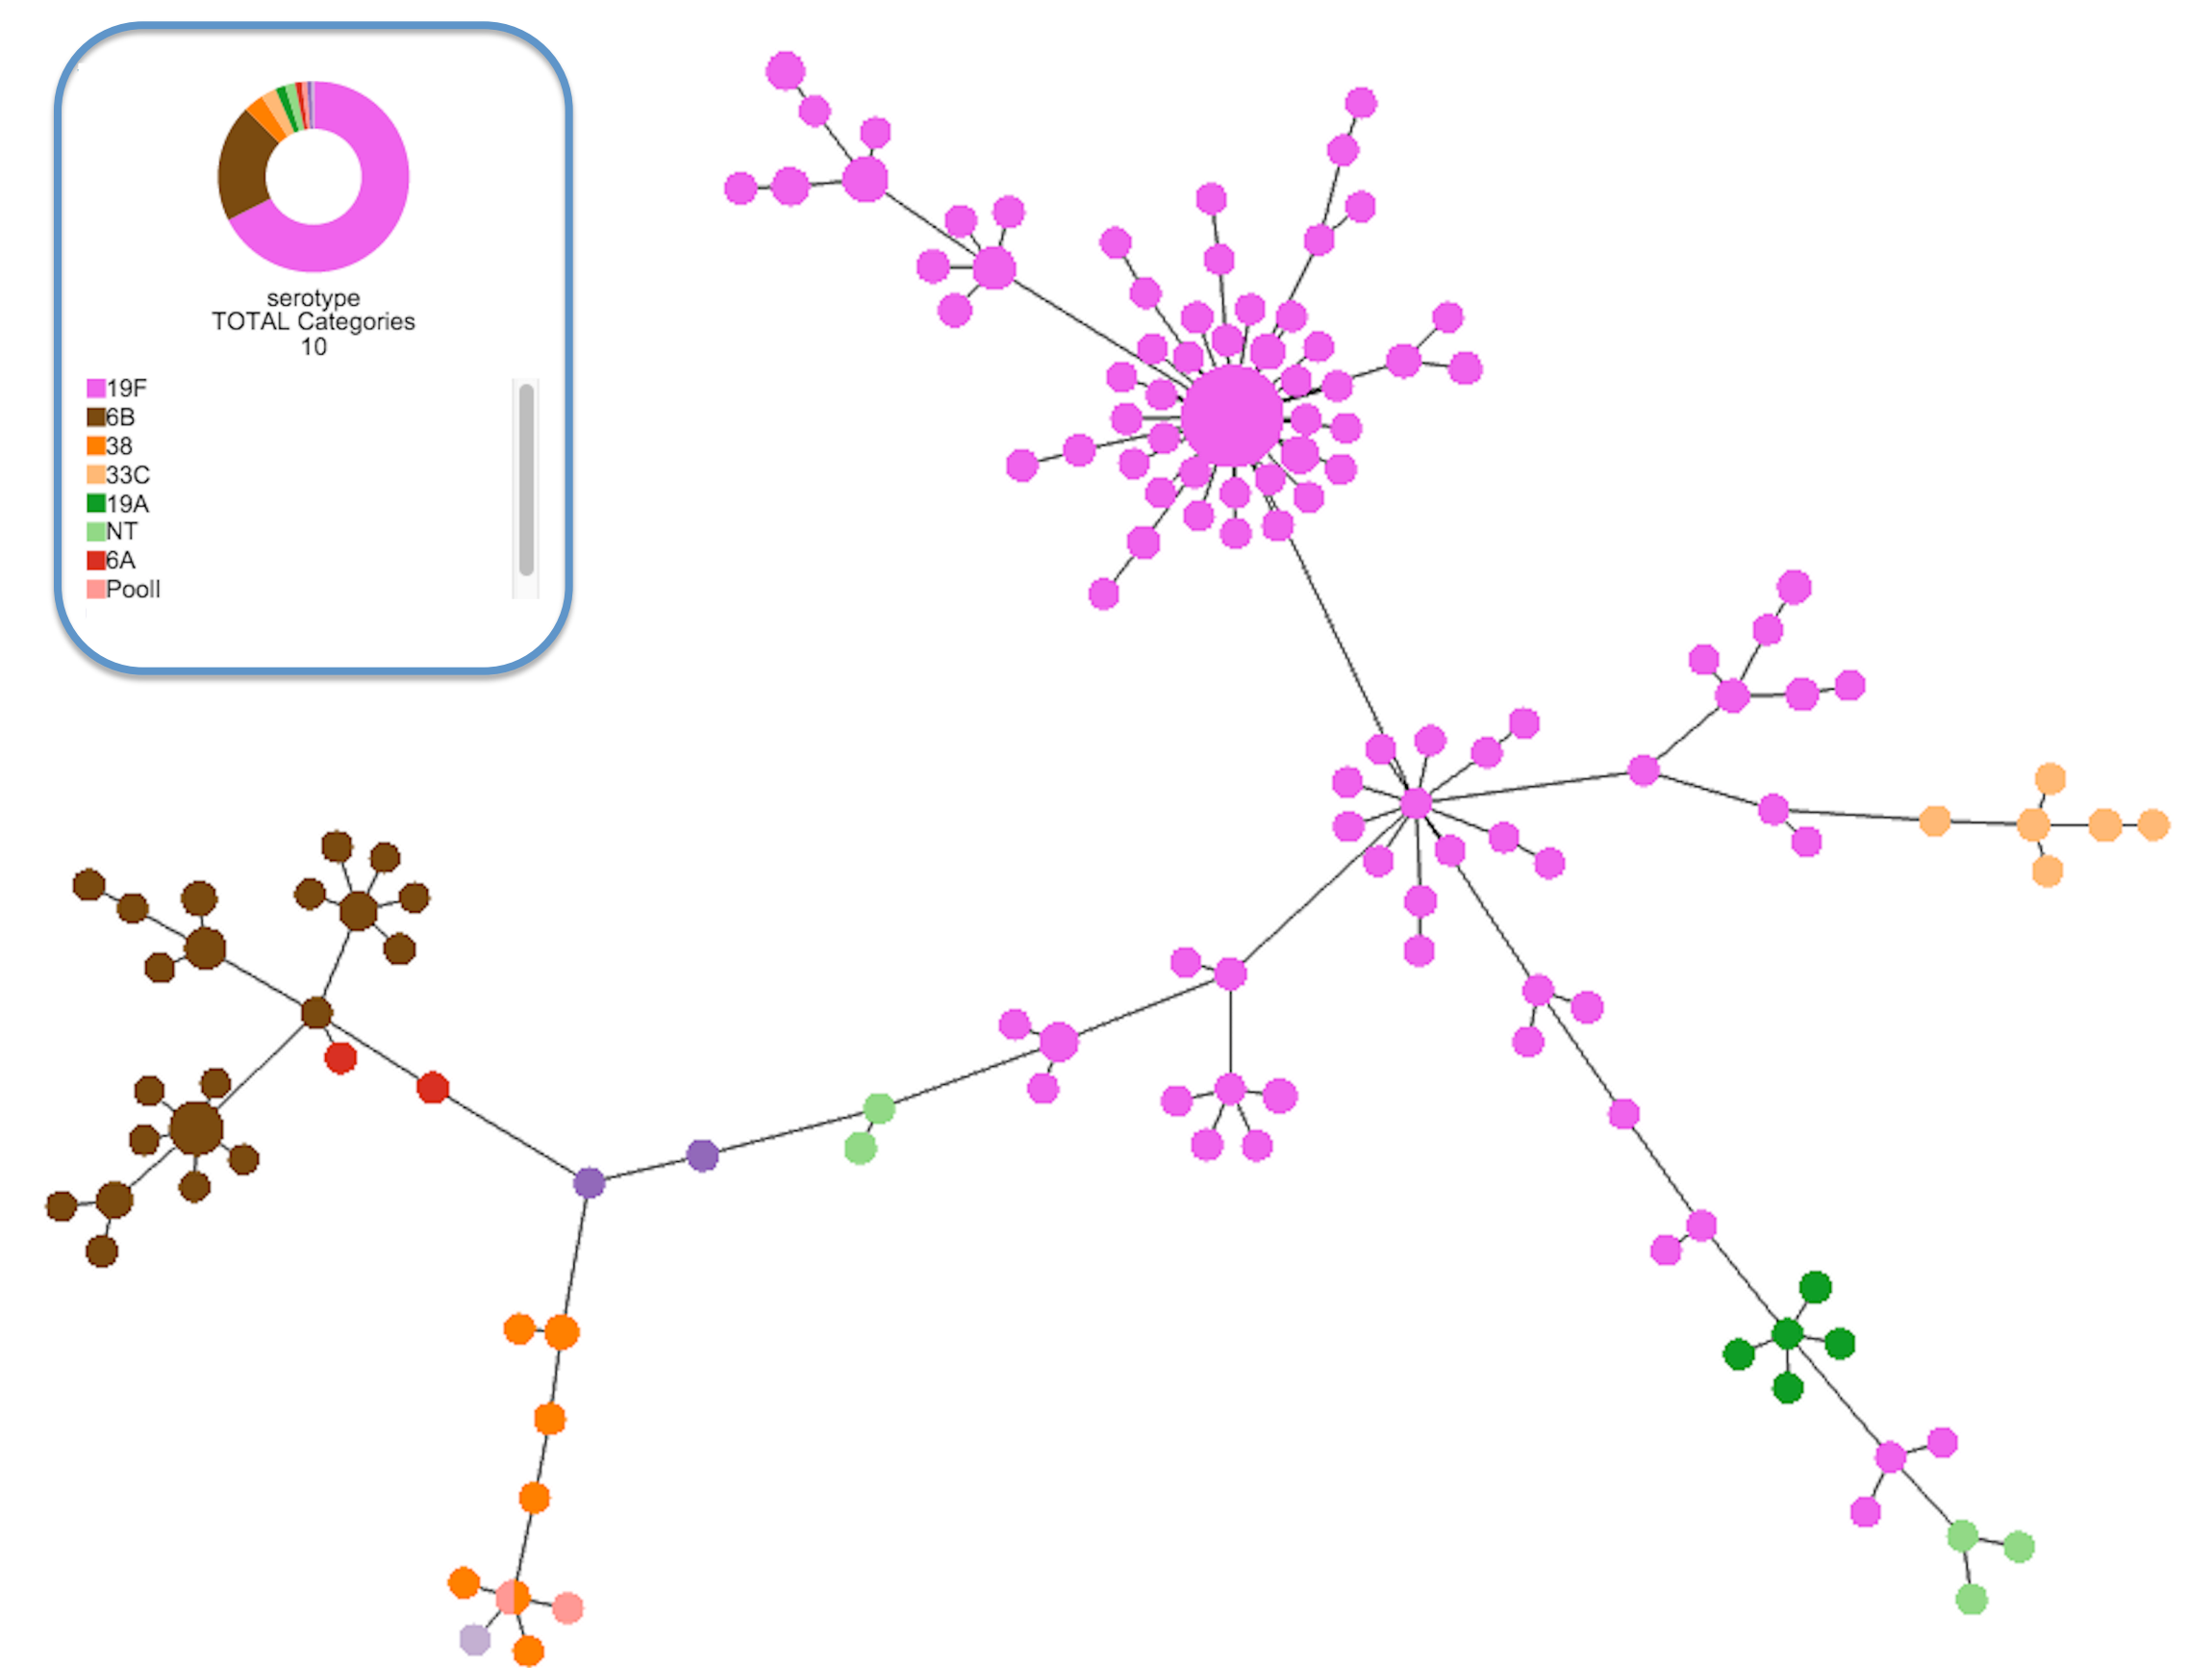 serotype
TOTAL Categories
10
19F
6B
38
33C
19A
NT
6A
PoolI